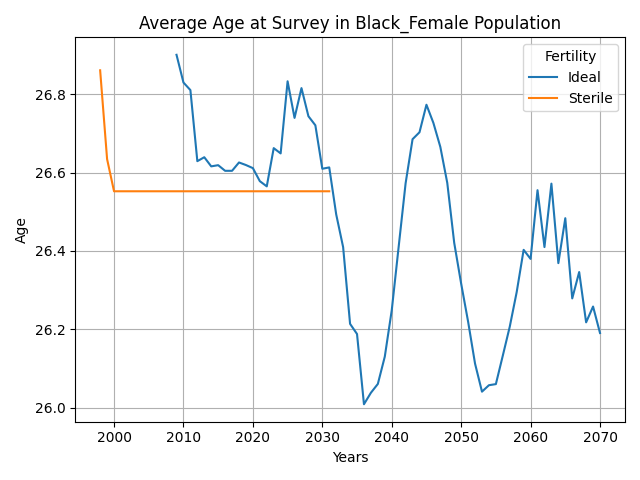 Average Age at Survey in Black_Female Population
Fertility
Ideal
Sterile
Age
26.8
26.6
26.4
26.2
26.0
2000 2010 2020 2030 2040 2050 2060 2070
Years